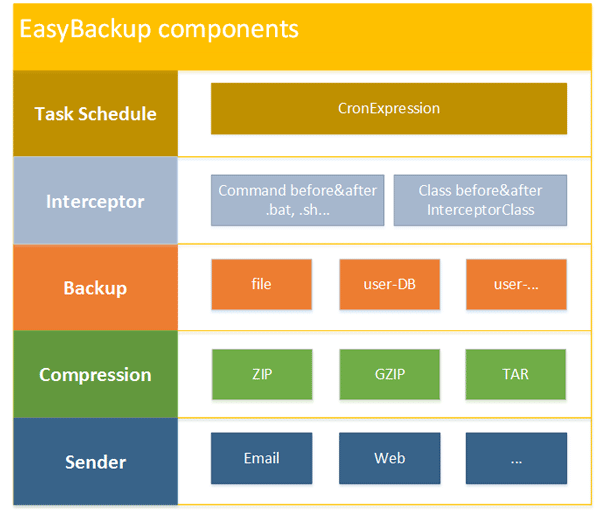 EasyBackup components
Task Schedule
CronExpression
Interceptor
Command before&after
.bat, .sh...
Class before&after
InterceptorClass
Backup
file
user-DB
user-...
Compression
ZIP
GZIP
TAR
Sender
Email
Web
...